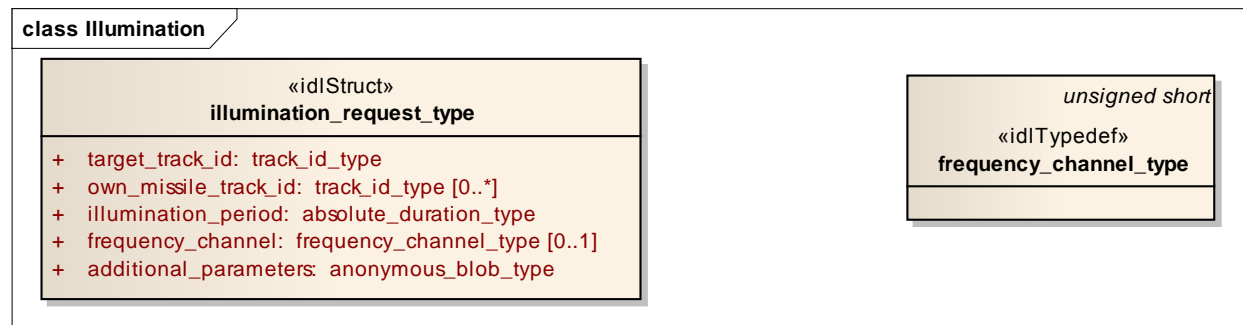 class Illumination
«idlStruct»
illumination_request_type
+ target_track_id: track_id_type
+ own_missile_track_id: track_id_type [0..*]
+ illumination_period: absolute_duration_type
+ frequency_channel: frequency_channel_type [0..1]
+ additional_parameters: anonymous_blob_type
unsigned short
«idlTypedef»
frequency_channel_type